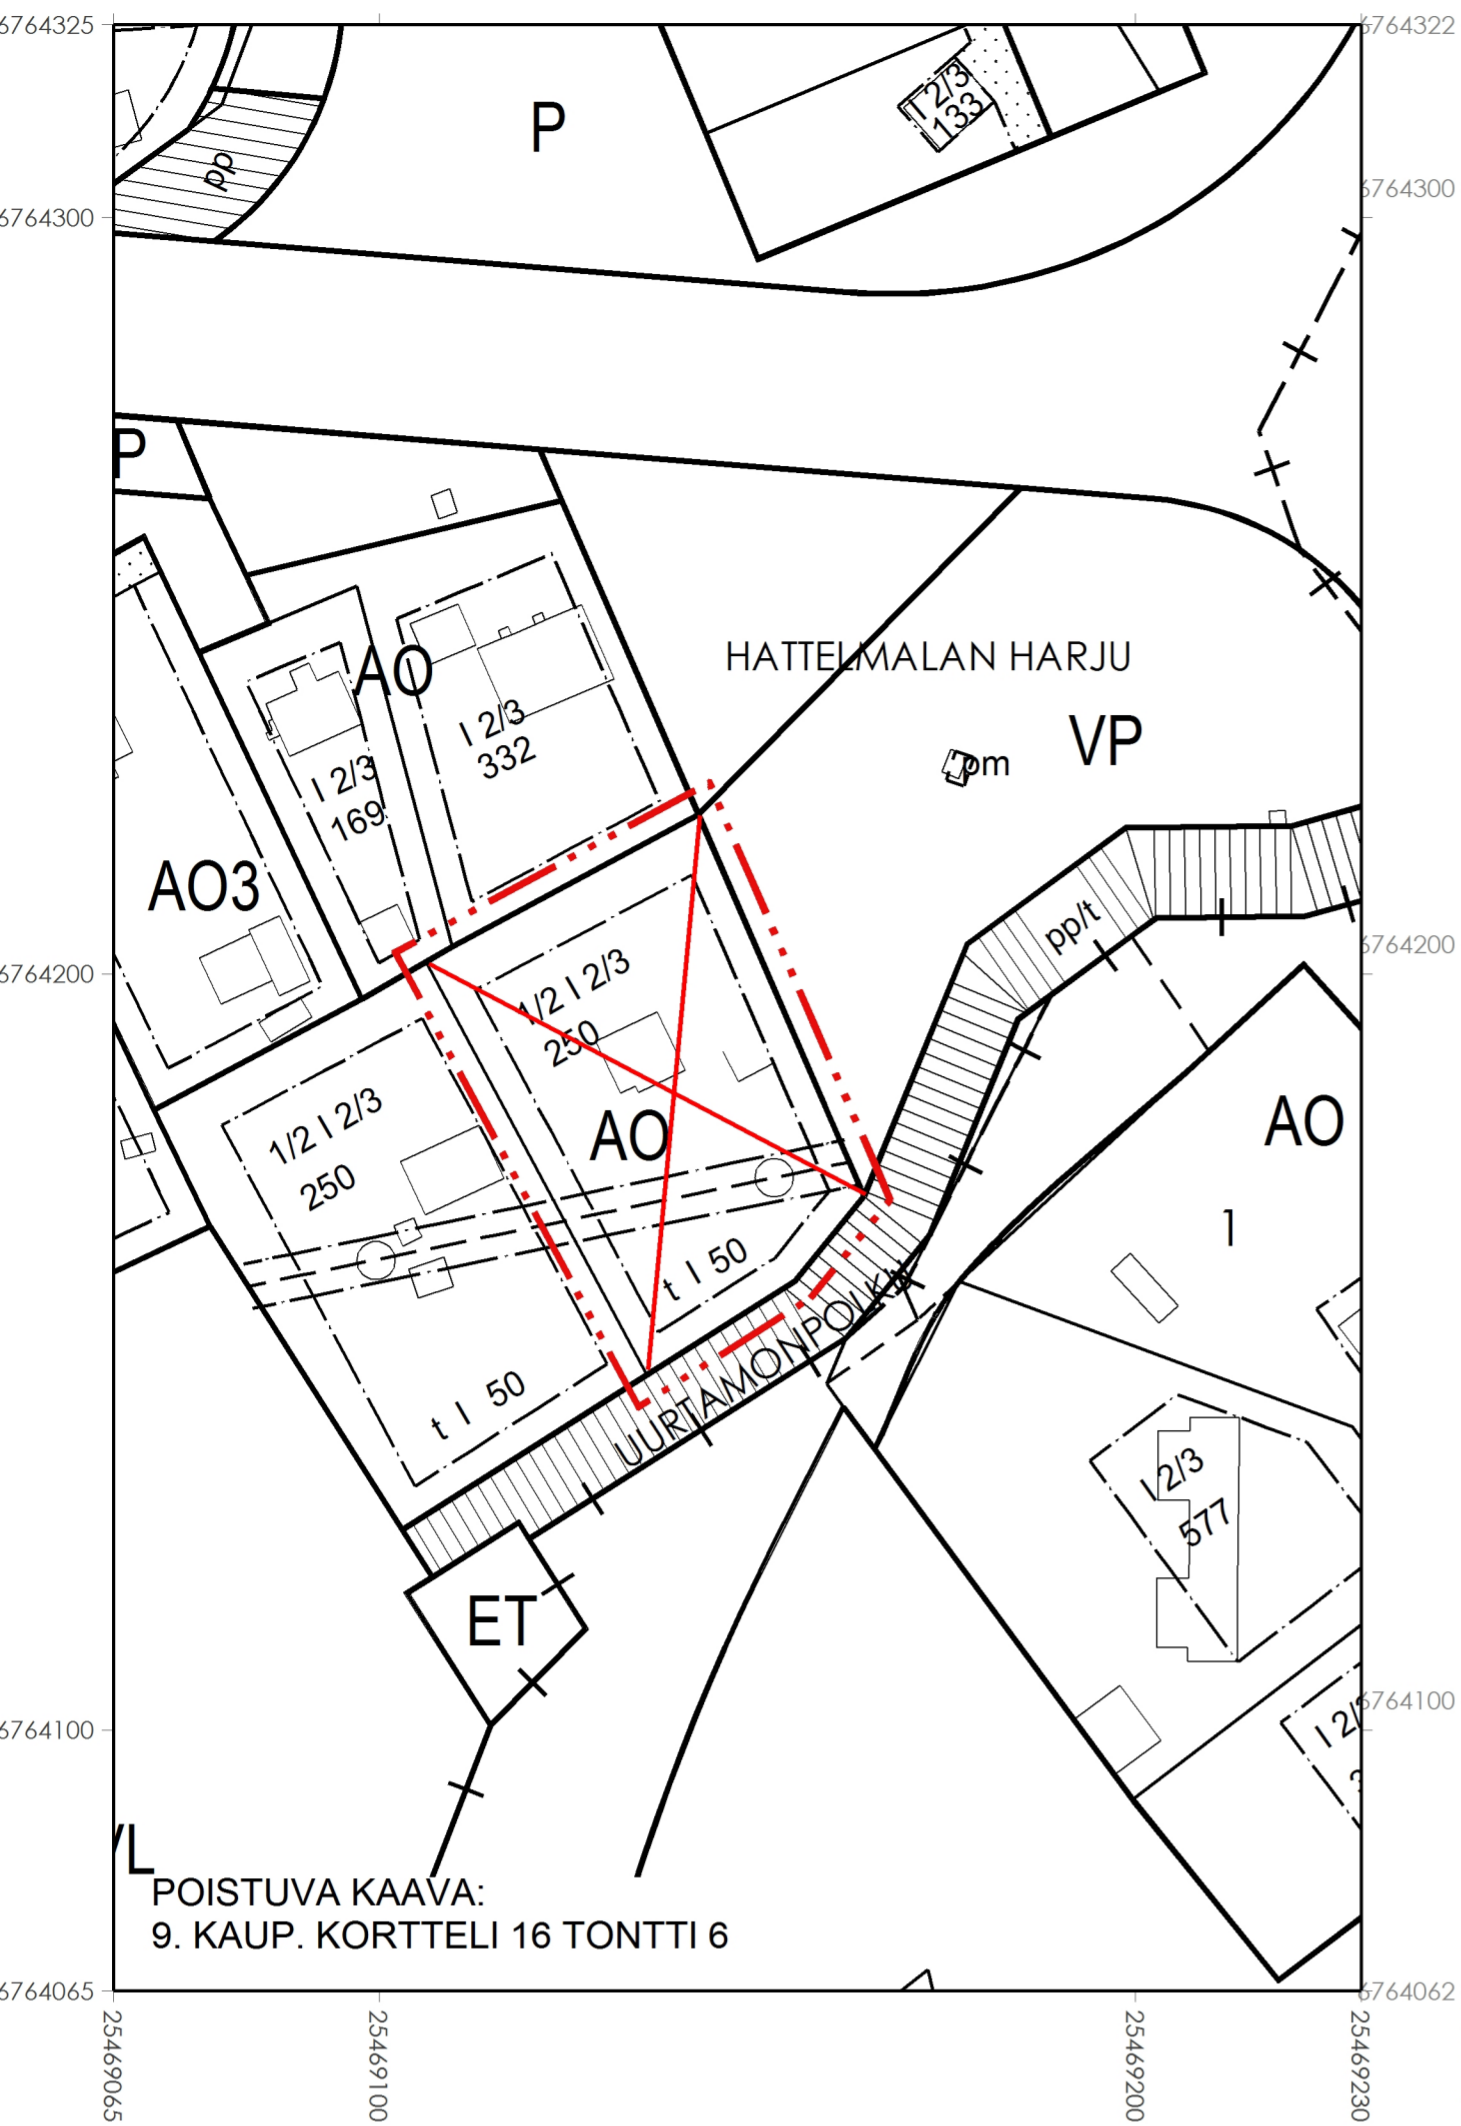 6764325
6764322
I 2/3
133
P
pp
6764300
6764300
P
HATTELMALAN HARJU
AO
I 2/3
332
VP
pm
I 2/3
169
AO3
pp/t
6764200
6764200
1/2 I 2/3
250
AO
AO
1/2 I 2/3
250
1
t I 50
UURTAMONPOLKU
t I 50
I 2/3
577
ET
6764100
6764100
I 2/
VL
POISTUVA KAAVA:
9. KAUP. KORTTELI 16 TONTTI 6
6764065
6764062
25469065
25469100
25469200
25469230